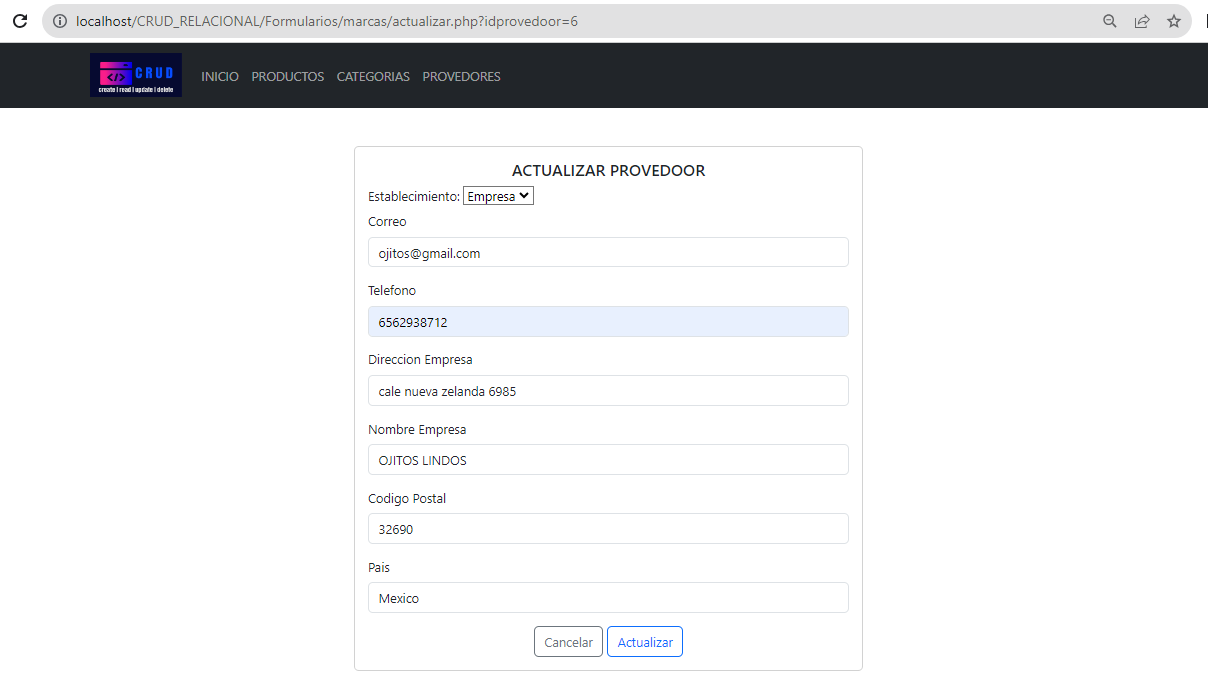 localhost/CRUD_RELACIONAL/Formularios/marcas/actualizar.php?idprovedoor=6
</> CRUD
create | read | update | delete
INICIO PRODUCTOS CATEGORIAS PROVEDORES
ACTUALIZAR PROVEDOOR
Establecimiento: Empresa
Correo
ojitos@gmail.com
Telefono
6562938712
Direccion Empresa
cale nueva zelanda 6985
Nombre Empresa
OJITOS LINDOS
Codigo Postal
32690
Pais
Mexico
Cancelar Actualizar